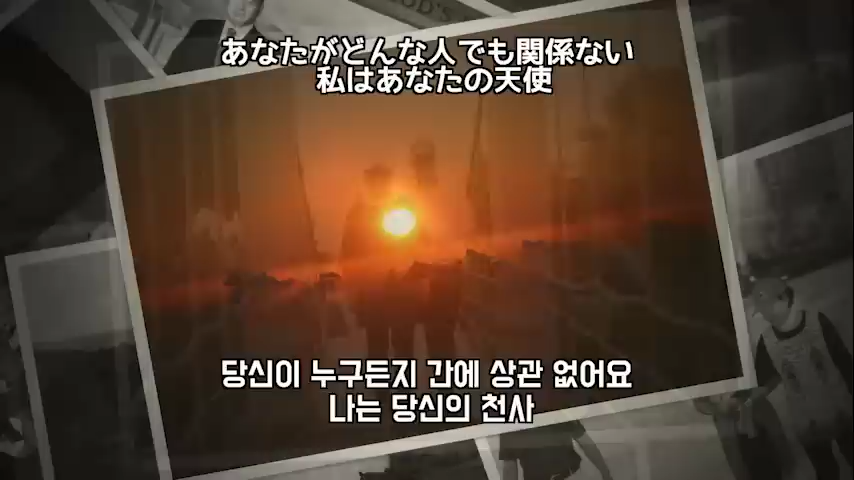 OD'S
あなたがどんな人でも関係ない
私はあなたの天使
당신이 누구든지 간에 상관 없어요
나는 당신의 천사